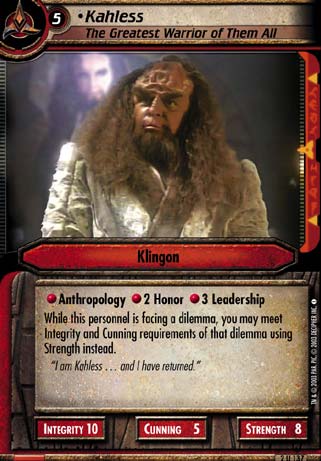 5
•Kahless
The Greatest Warrior of Them All
Klingon
Anthropology 2 Honor 3 Leadership
While this personnel is facing a dilemma, you may meet
Integrity and Cunning requirements of that dilemma using
Strength instead.
"I am Kahless ... and I have returned."
INTEGRITY 10 CUNNING 5 STRENGTH 8